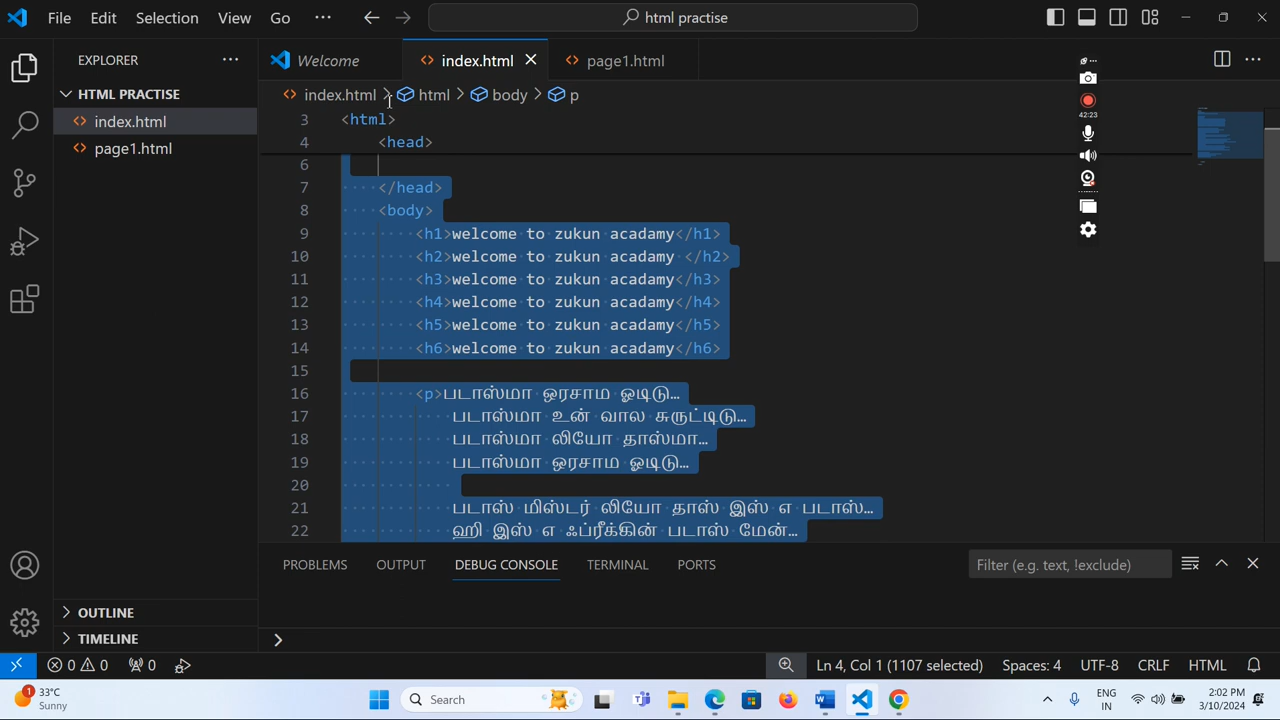 File Edit Selection View Go ··· html practise
EXPLORER ···
Welcome index.html page1.html ···
HTML PRACTISE
index.html > html > body > p
index.html
page1.html
3 <html>
4 <head>
6
7 </head>
8 <body>
9 <h1>welcome to zukun acadamy</h1>
10 <h2>welcome to zukun acadamy </h2>
11 <h3>welcome to zukun acadamy</h3>
12 <h4>welcome to zukun acadamy</h4>
13 <h5>welcome to zukun acadamy</h5>
14 <h6>welcome to zukun acadamy</h6>
15
16 <p>படாஸ்மா ஒரசாம ஓடிடு…
17 படாஸ்மா உன் வால சுருட்டிடு…
18 படாஸ்மா லியோ தாஸ்மா…
19 படாஸ்மா ஒரசாம ஓடிடு…
20
21 படாஸ் மிஸ்டர் லியோ தாஸ் இஸ் எ படாஸ்…
22 ஹி இஸ் எ ஃப்ரீக்கின் படாஸ் மேன்…
42:23
PROBLEMS OUTPUT DEBUG CONSOLE TERMINAL PORTS Filter (e.g. text, !exclude)
OUTLINE
TIMELINE
0 0 0 Ln 4, Col 1 (1107 selected) Spaces: 4 UTF-8 CRLF HTML
1 33°C
Sunny
Search
ENG
IN
2:02 PM
3/10/2024